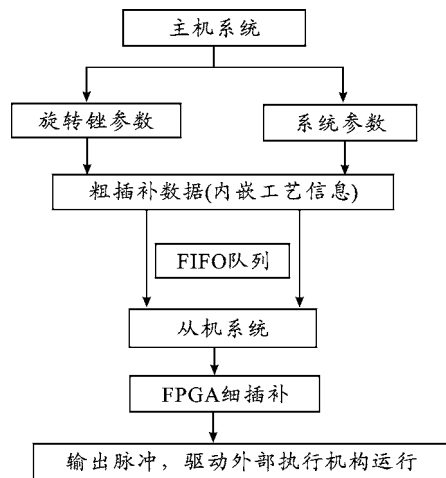 主机系统
旋转锉参数
系统参数
粗插补数据(内嵌工艺信息)
FIFO队列
从机系统
FPGA细插补
输出脉冲，驱动外部执行机构运行